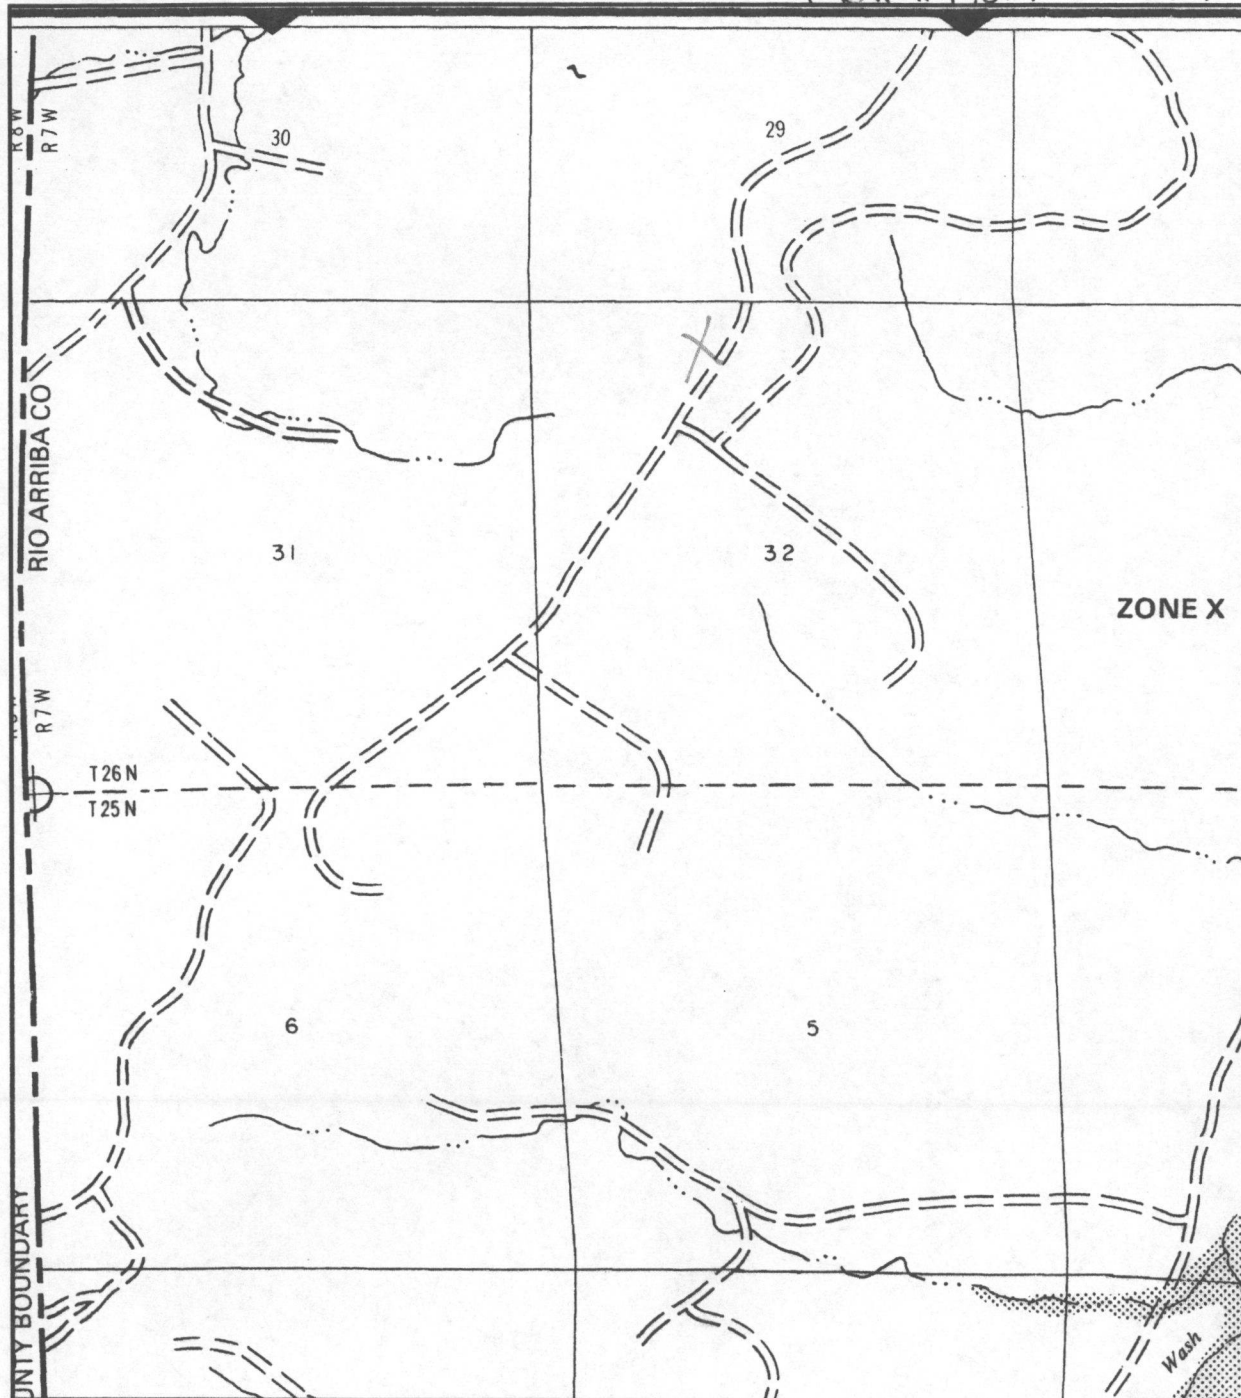 R8W
R7W
30
29
RIO ARRIBA CO
31
32
ZONE X
R7W
T26N
T25N
6
5
UNTY BOUNDARY
Wash